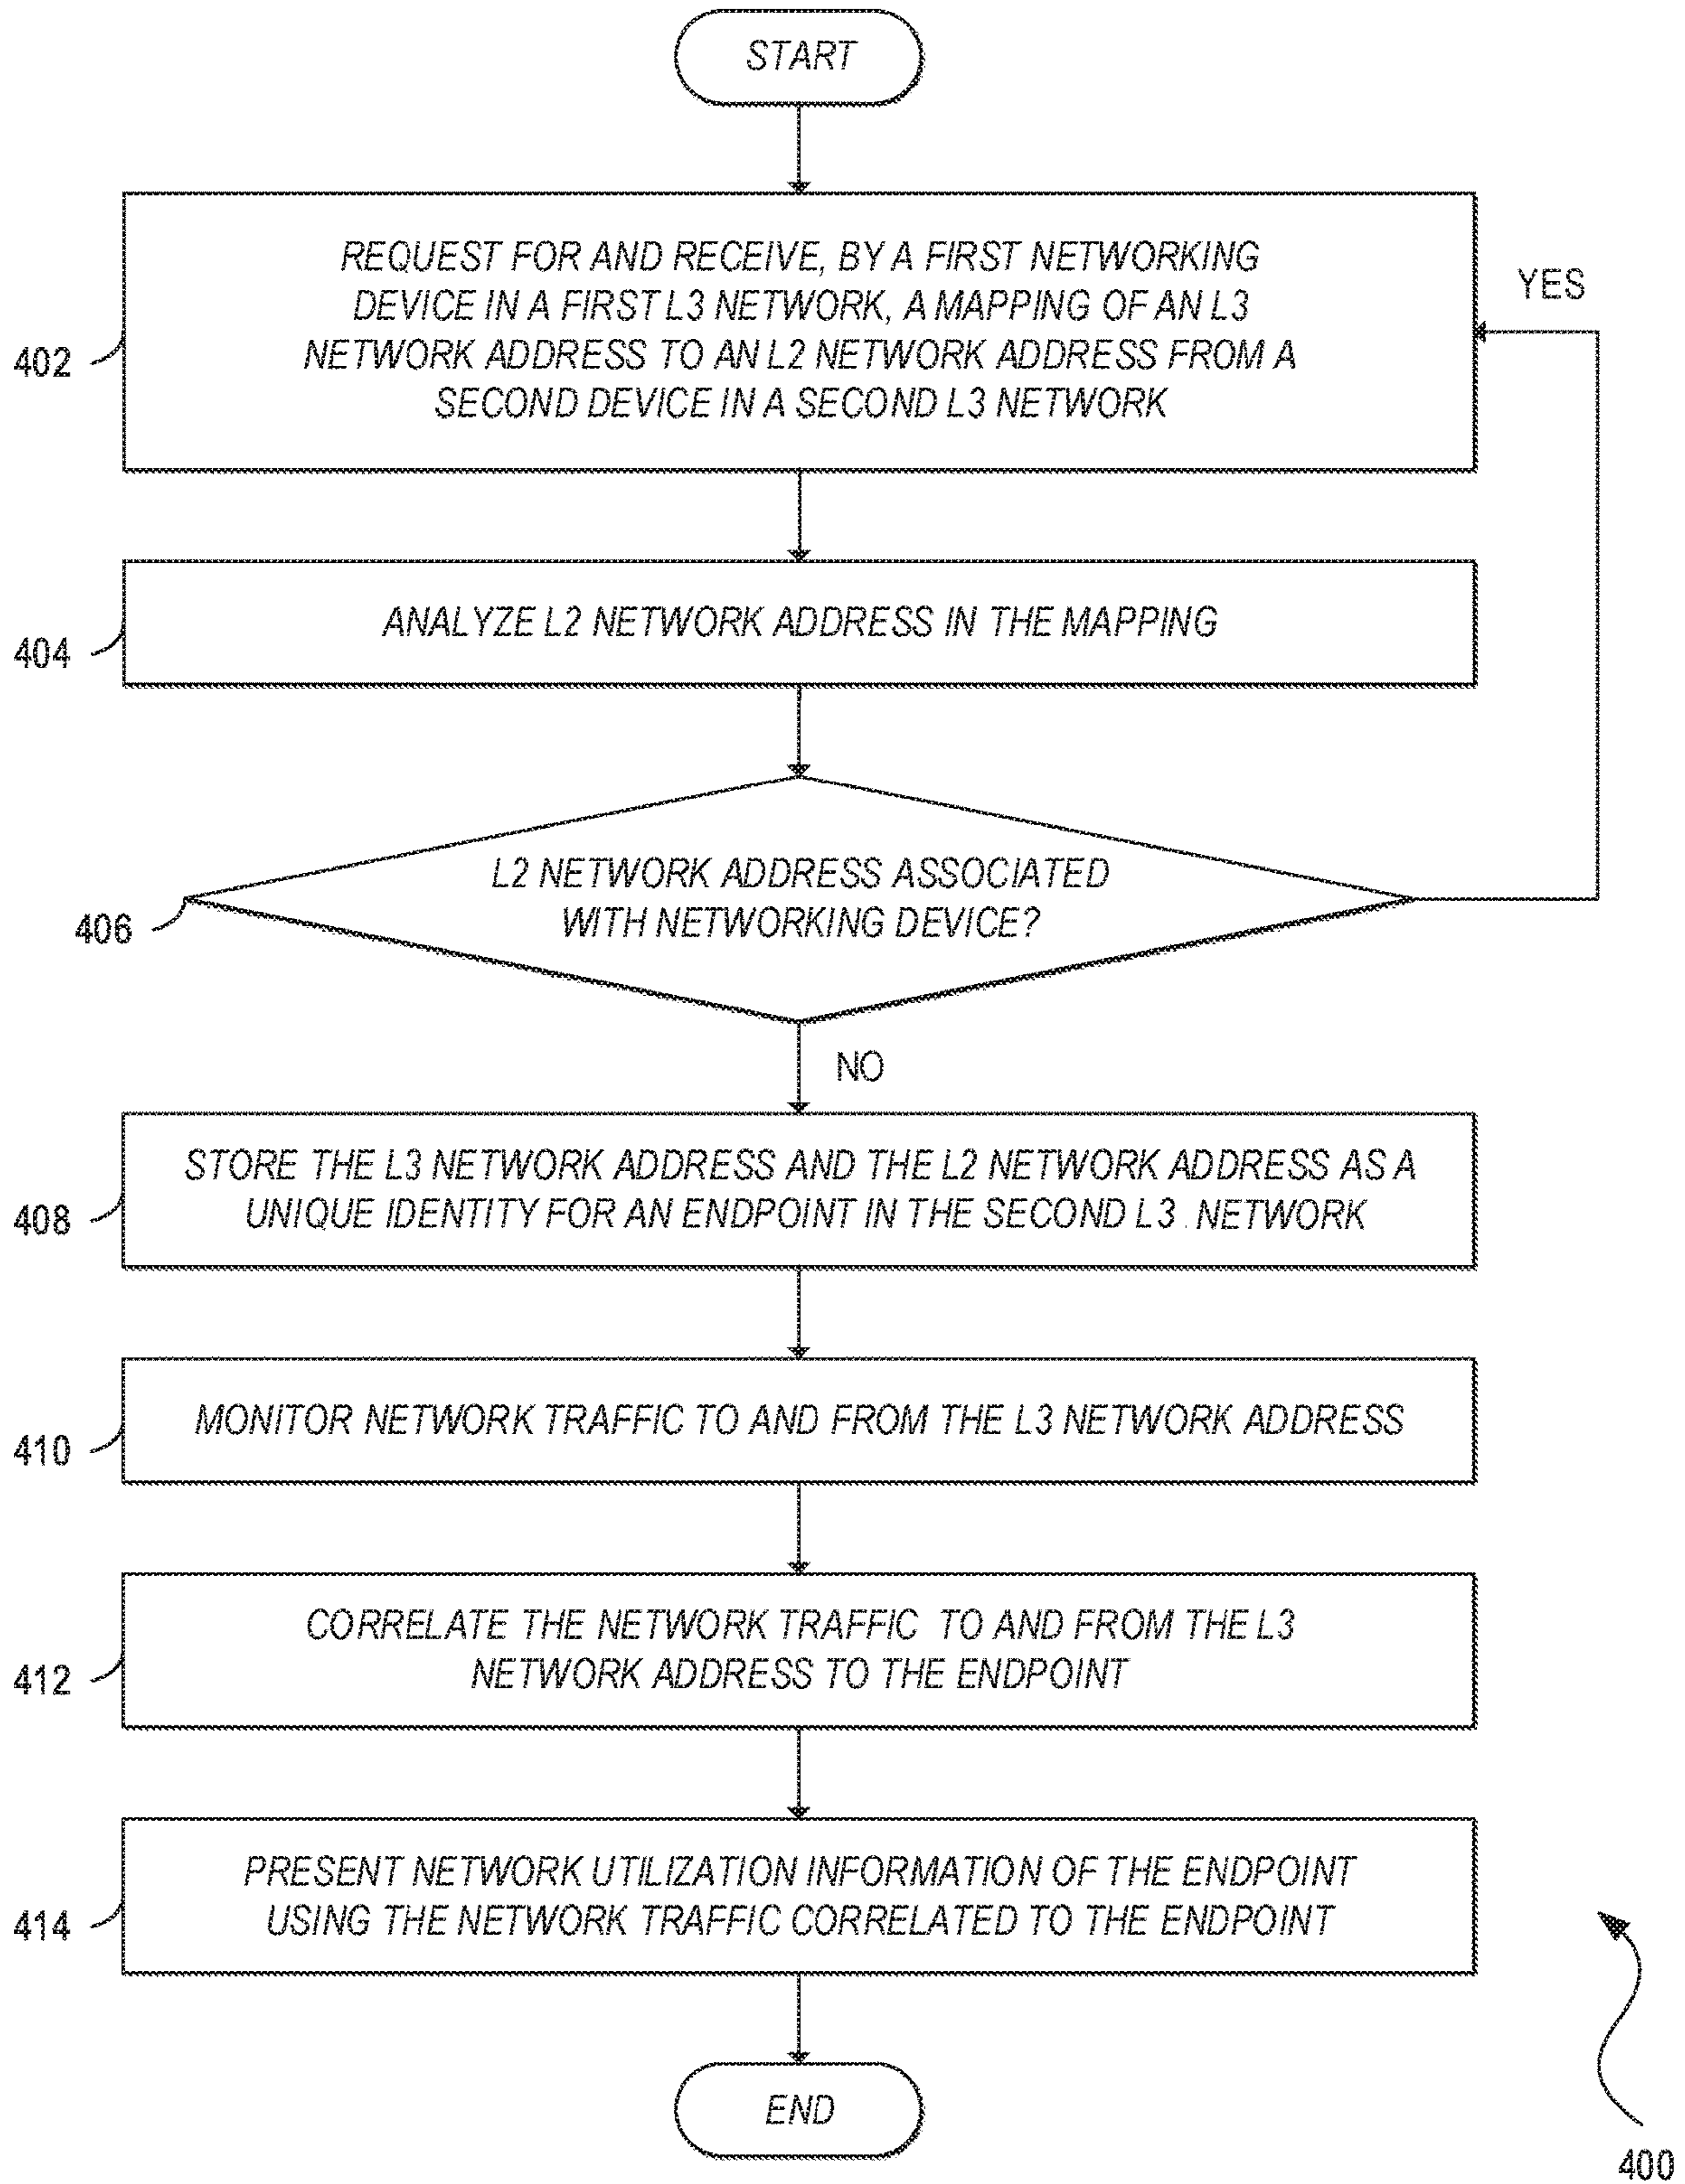 START
REQUEST FOR AND RECEIVE, BY A FIRST NETWORKING
DEVICE IN A FIRST L3 NETWORK, A MAPPING OF AN L3
NETWORK ADDRESS TO AN L2 NETWORK ADDRESS FROM A
SECOND DEVICE IN A SECOND L3 NETWORK
YES
402
ANALYZE L2 NETWORK ADDRESS IN THE MAPPING
404
L2 NETWORK ADDRESS ASSOCIATED
WITH NETWORKING DEVICE?
406
NO
STORE THE L3 NETWORK ADDRESS AND THE L2 NETWORK ADDRESS AS A
UNIQUE IDENTITY FOR AN ENDPOINT IN THE SECOND L3 NETWORK
408
MONITOR NETWORK TRAFFIC TO AND FROM THE L3 NETWORK ADDRESS
410
CORRELATE THE NETWORK TRAFFIC TO AND FROM THE L3
NETWORK ADDRESS TO THE ENDPOINT
412
PRESENT NETWORK UTILIZATION INFORMATION OF THE ENDPOINT
USING THE NETWORK TRAFFIC CORRELATED TO THE ENDPOINT
414
END
400